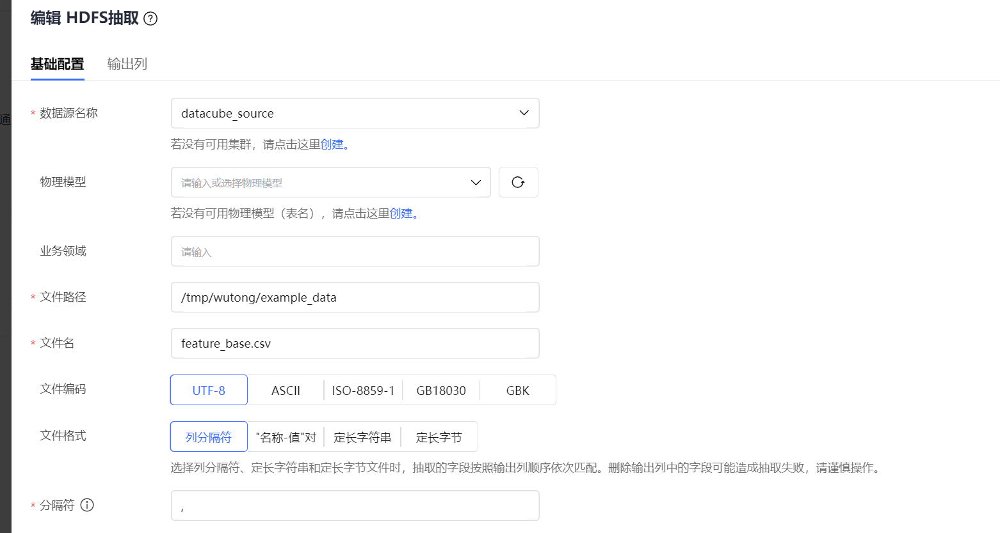 编辑 HDFS抽取
基础配置 输出列
通
* 数据源名称 datacube_source
若没有可用集群，请点击这里创建。
物理模型 请输入或选择物理模型
若没有可用物理模型（表名），请点击这里创建。
业务领域 请输入
* 文件路径 /tmp/wutong/example_data
* 文件名 feature_base.csv
文件编码 UTF-8 ASCII ISO-8859-1 GB18030 GBK
文件格式 列分隔符 "名称-值"对 定长字符串 定长字节
选择列分隔符、定长字符串和定长字节文件时，抽取的字段按照输出列顺序依次匹配。删除输出列中的字段可能造成抽取失败，请谨慎操作。
* 分隔符 ,